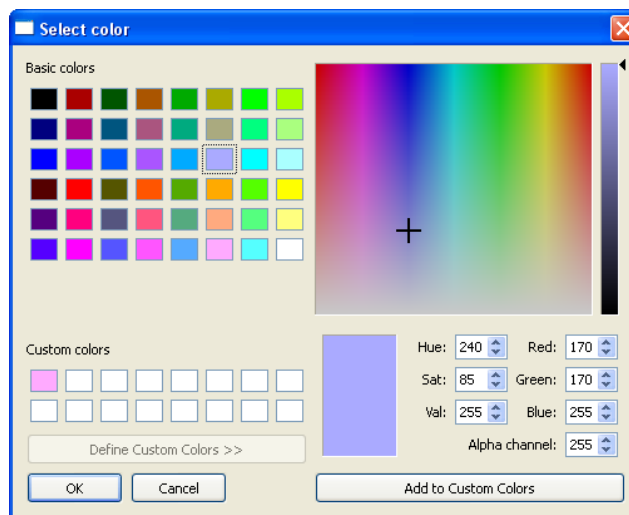 Select color
Basic colors
Custom colors
Define Custom Colors >>
OK Cancel
Hue: 240 Red: 170
Sat: 85 Green: 170
Val: 255 Blue: 255
Alpha channel: 255
Add to Custom Colors